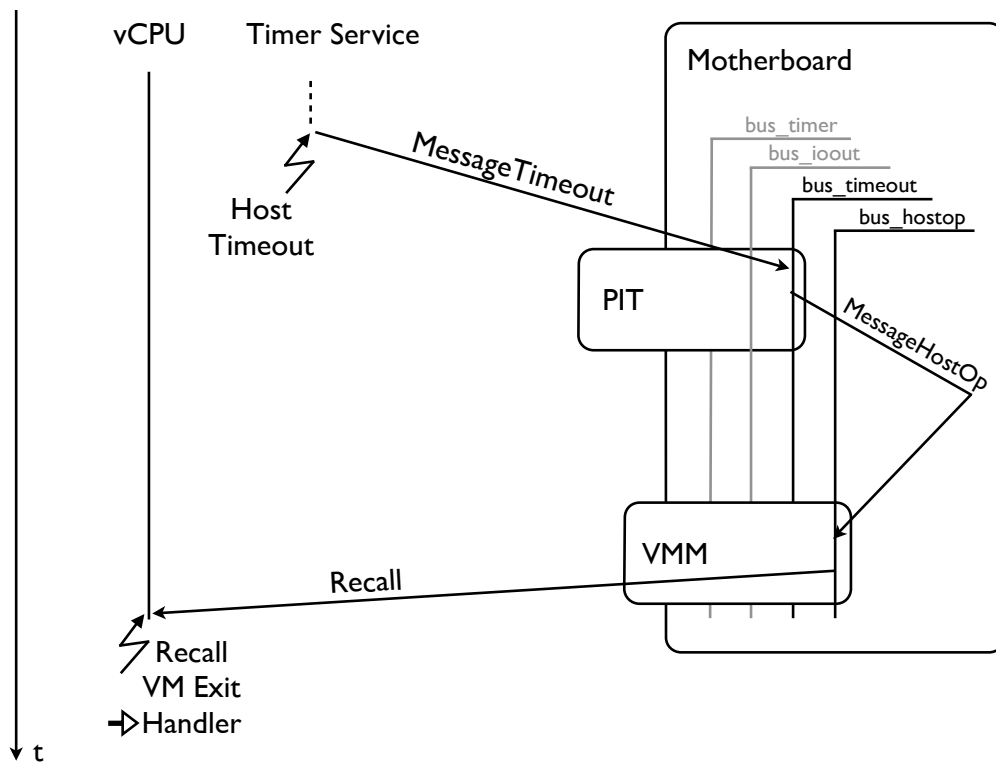 vCPU
Timer Service
Motherboard
bus_timer
bus_ioout
bus_timeout
bus_hostop
MessageTimeout
Host
Timeout
PIT
MessageHostOp
VMM
Recall
Recall
VM Exit
Handler
t